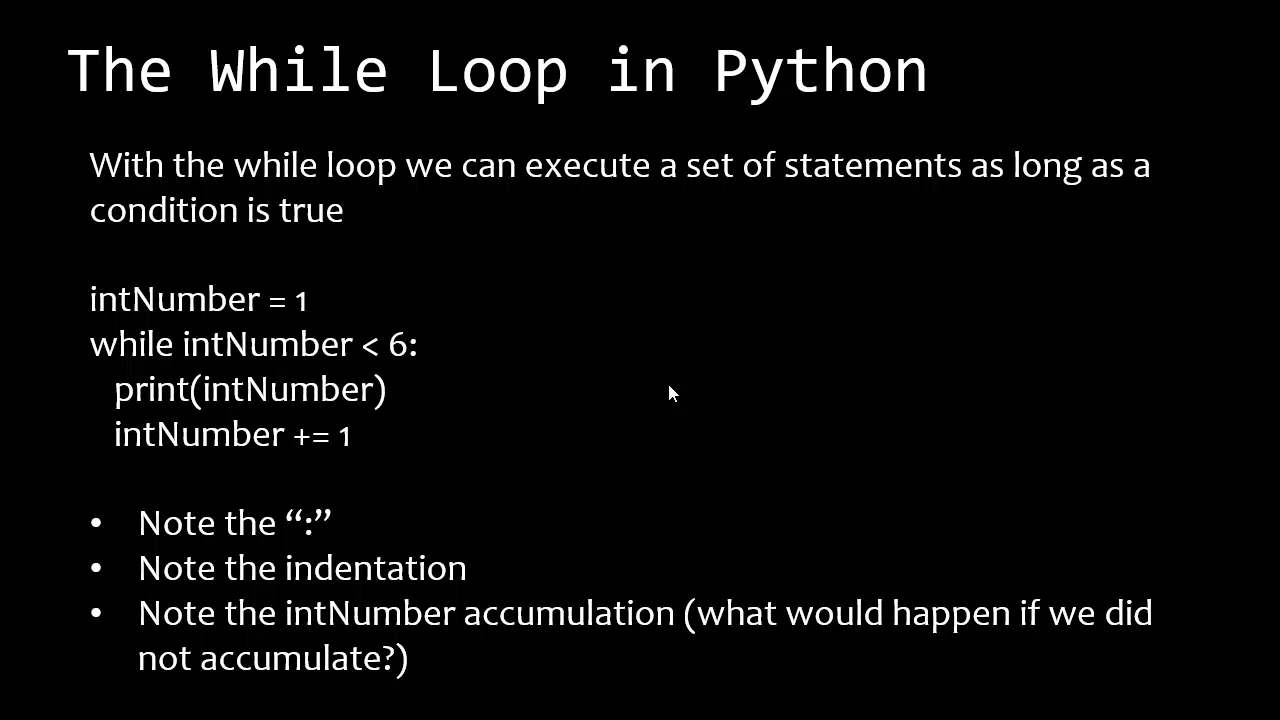 The While Loop in Python
With the while loop we can execute a set of statements as long as a
condition is true
intNumber = 1
while intNumber < 6:
print(intNumber)
intNumber += 1
• Note the “:”
• Note the indentation
• Note the intNumber accumulation (what would happen if we did
not accumulate?)